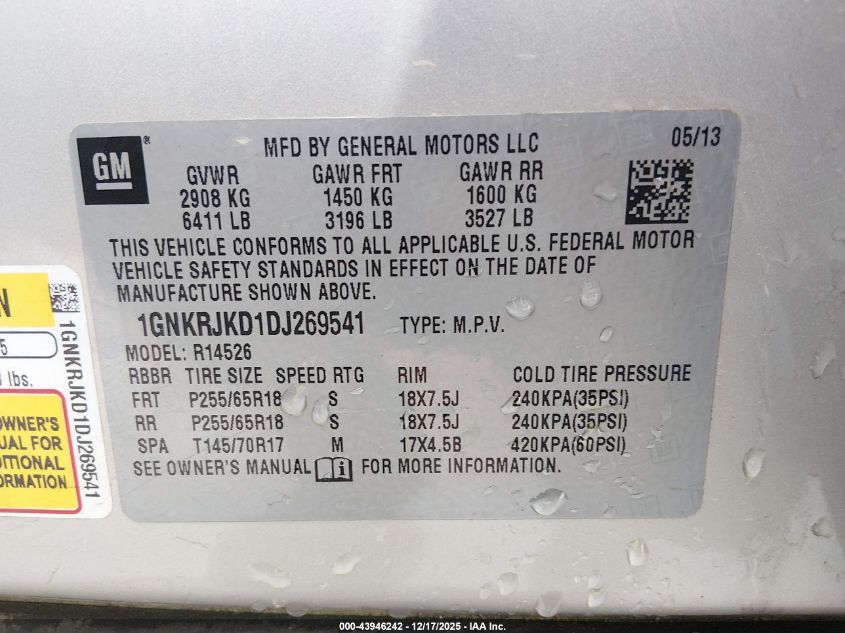 GM®
MFD BY GENERAL MOTORS LLC
05/13
GVWR GAWR FRT GAWR RR
2908 KG 1450 KG 1600 KG
6411 LB 3196 LB 3527 LB
THIS VEHICLE CONFORMS TO ALL APPLICABLE U.S. FEDERAL MOTOR
VEHICLE SAFETY STANDARDS IN EFFECT ON THE DATE OF
MANUFACTURE SHOWN ABOVE.
1GNKRJKD1DJ269541 TYPE: M.P.V.
MODEL: R14526
RBBR TIRE SIZE SPEED RTG RIM COLD TIRE PRESSURE
FRT P255/65R18 S 18X7.5J 240KPA(35PSI)
RR P255/65R18 S 18X7.5J 240KPA(35PSI)
SPA T145/70R17 M 17X4.5B 420KPA(60PSI)
SEE OWNER'S MANUAL FOR MORE INFORMATION.
N
5
lbs.
OWNER'S
UAL FOR
ITIONAL
RMATION
1GNKRJKD1DJ269541
000-43946242 - 12/17/2025 - IAA Inc.